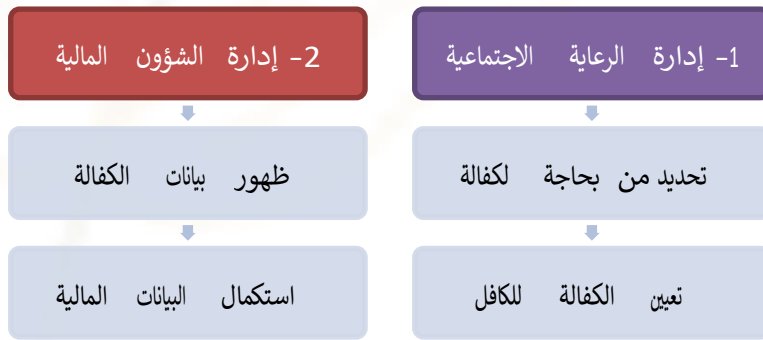 1- إدارة الرعاية الاجتماعية
تحديد من بحاجة لكفالة
تعين الكفالة للكافل
2- إدارة الشؤون المالية
ظهور بيانات الكفالة
استكمال البيانات المالية